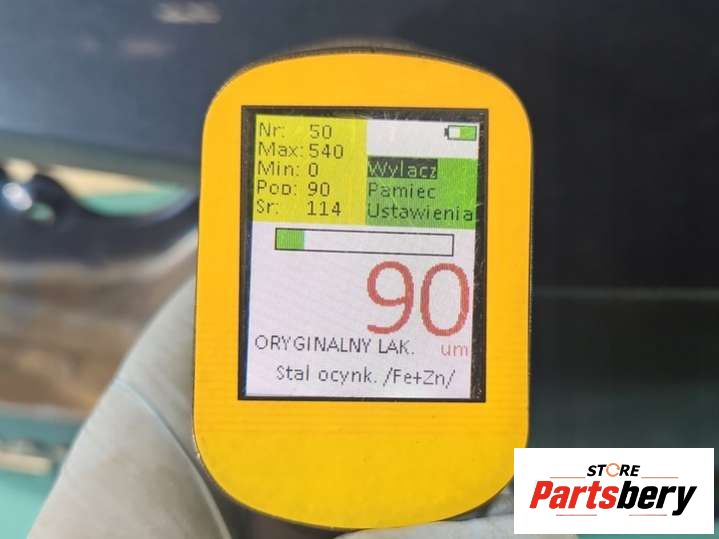 Nr: 50
Max: 540
Min: 0
Pop: 90
Sr: 114
Wylacz
Pamiec
Ustawienia
90
ORYGINALNY LAK. um
Stal ocynk. /Fe+Zn/
STORE
Partsbery